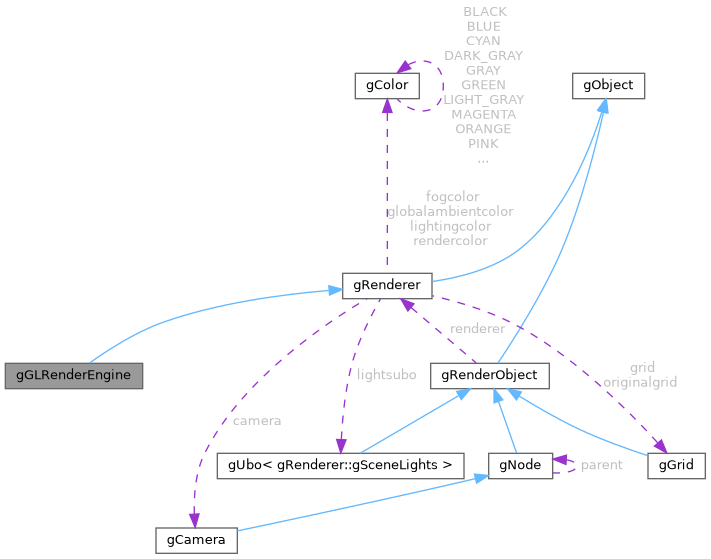 BLACK
BLUE
CYAN
DARK_GRAY
GRAY
GREEN
LIGHT_GRAY
MAGENTA
ORANGE
PINK
...
gColor
gObject
fogcolor
globalambientcolor
lightingcolor
rendercolor
gRenderer
renderer
gGLRenderEngine
lightsubo
gRenderObject
grid
originalgrid
camera
gUbo< gRenderer::gSceneLights >
gNode
parent
gGrid
gCamera